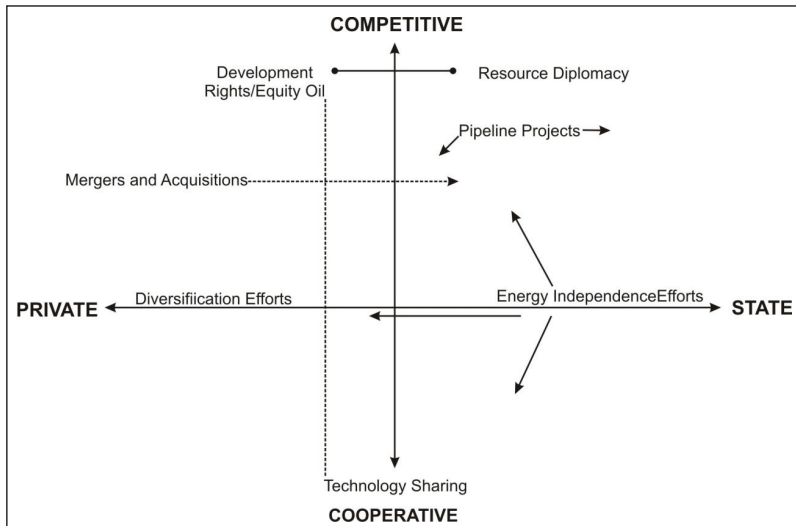 COMPETITIVE
Development
Rights/Equity Oil
Resource Diplomacy
Pipeline Projects
Mergers and Acquisitions
Diversifiication Efforts
Energy IndependenceEfforts
PRIVATE
STATE
Technology Sharing
COOPERATIVE